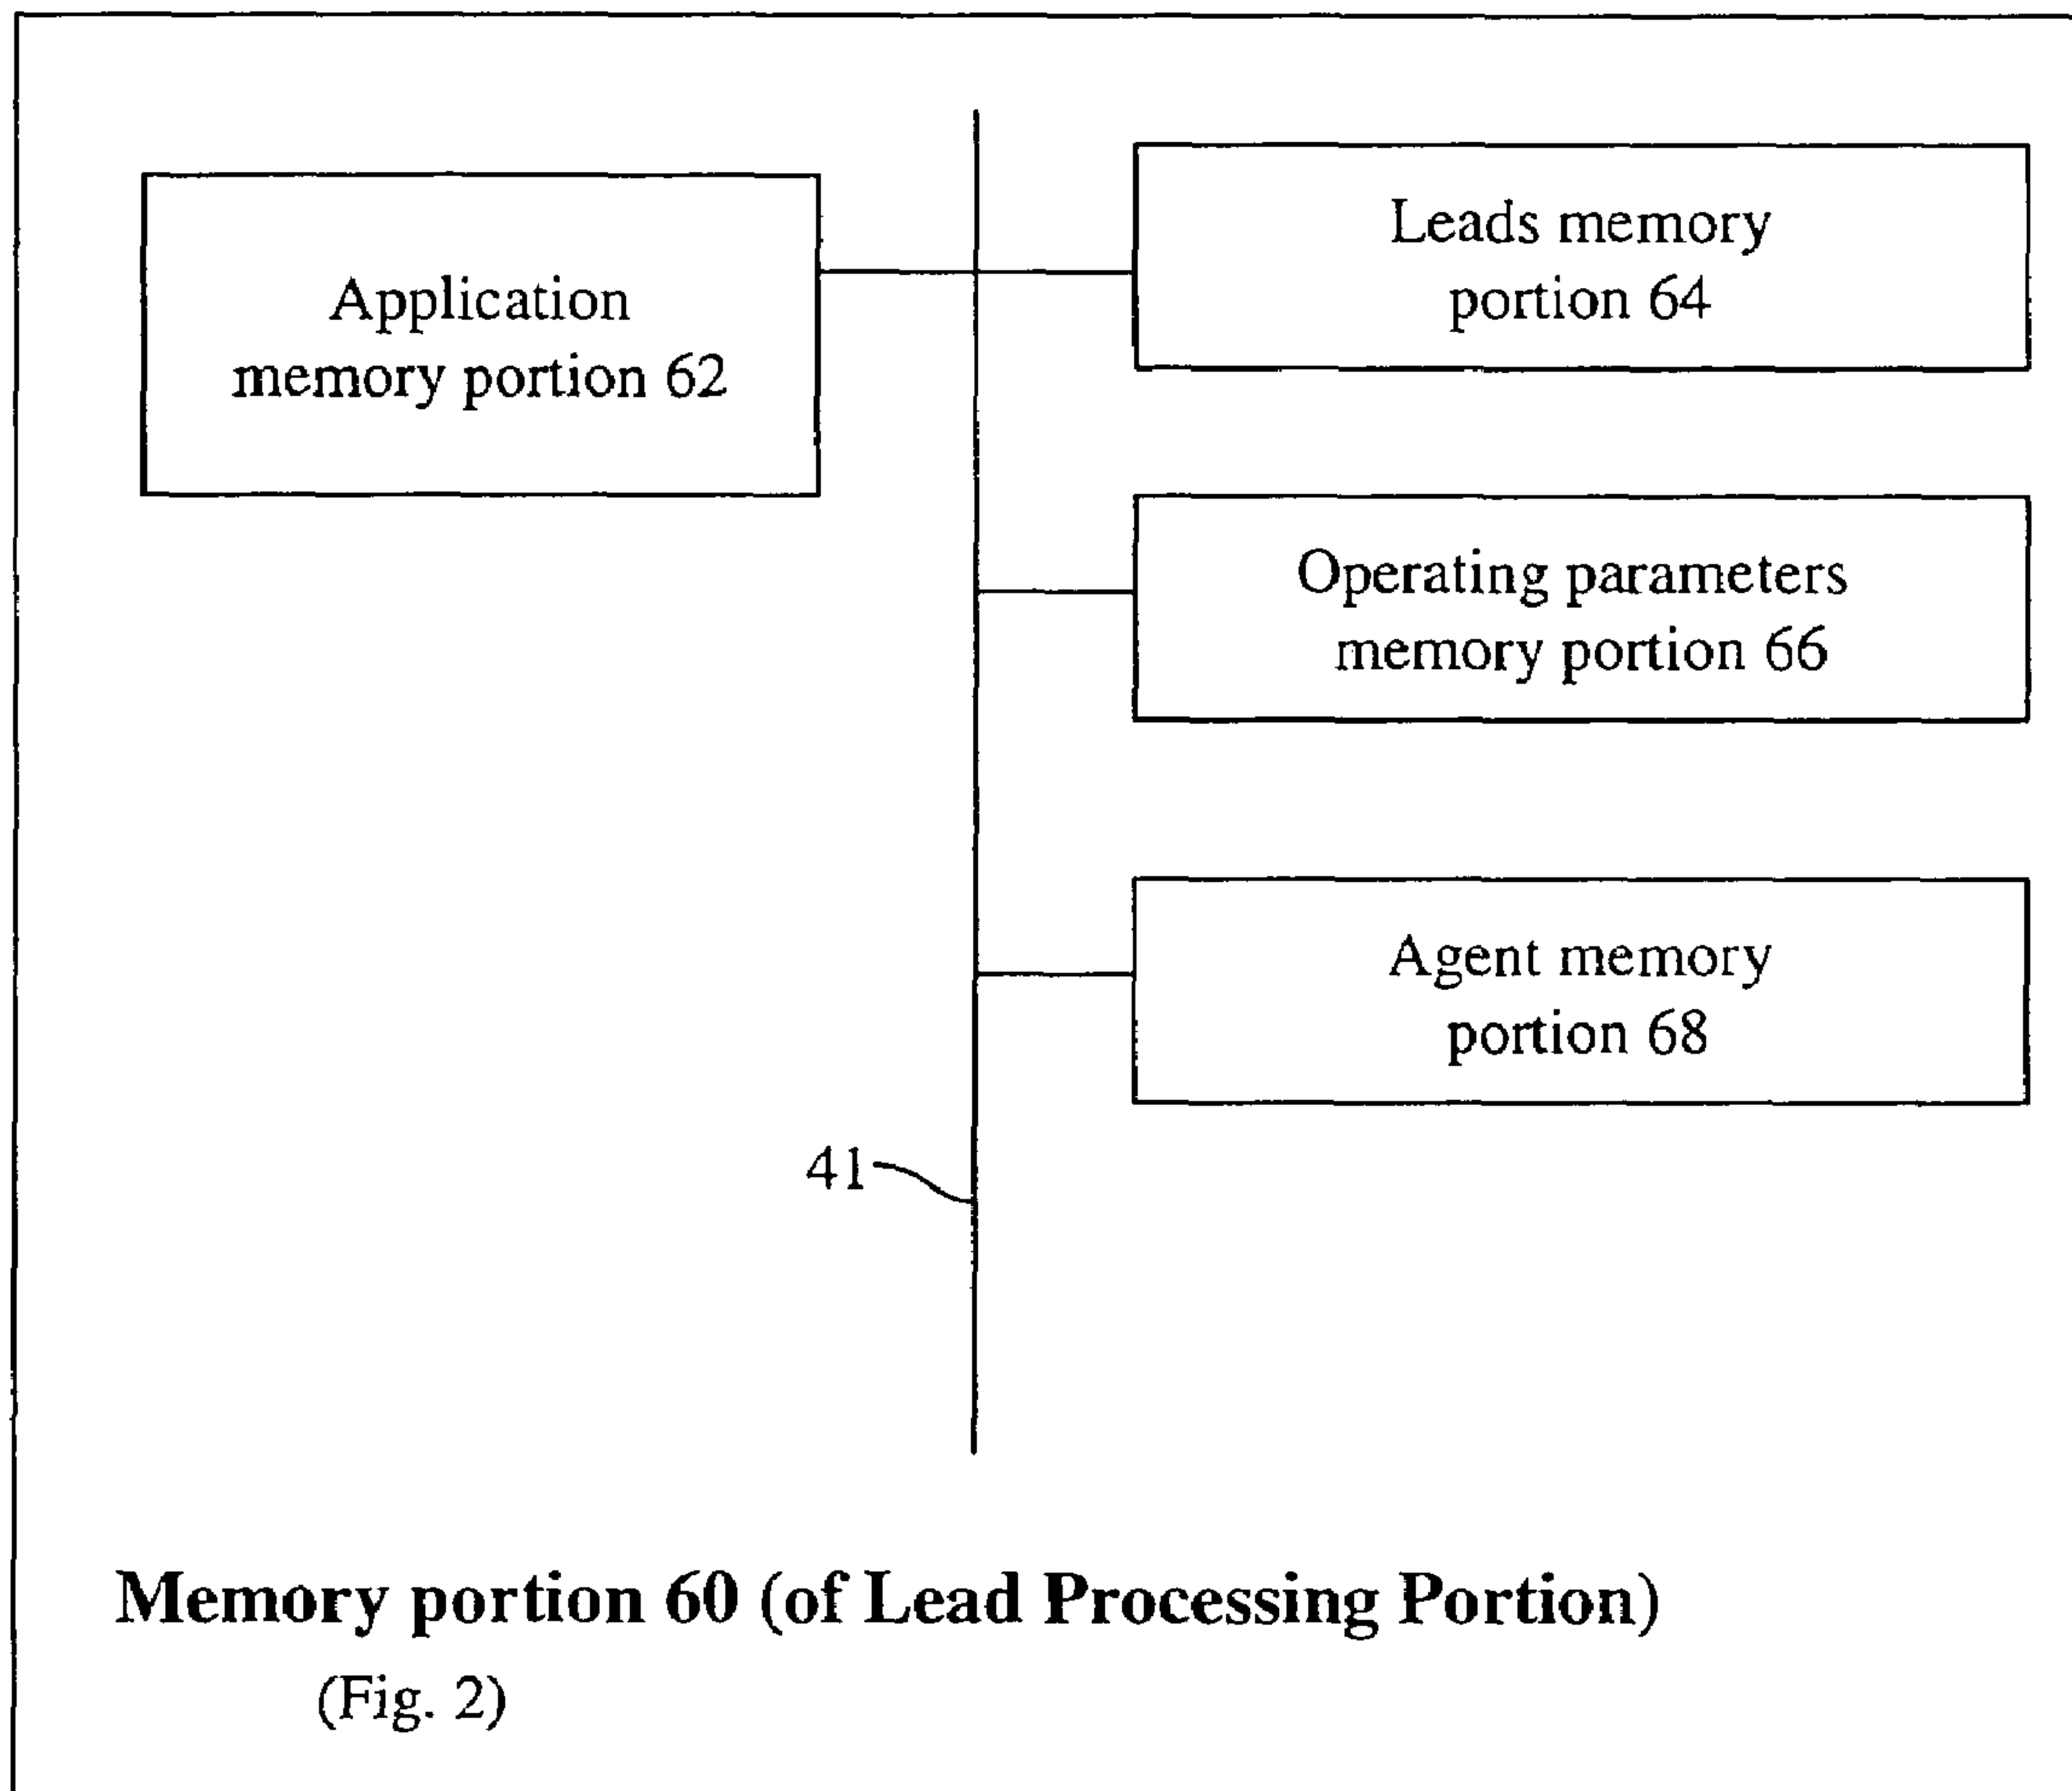 Application
memory portion 62
Leads memory
portion 64
Operating parameters
memory portion 66
Agent memory
portion 68
41
Memory portion 60 (of Lead Processing Portion)
(Fig. 2)